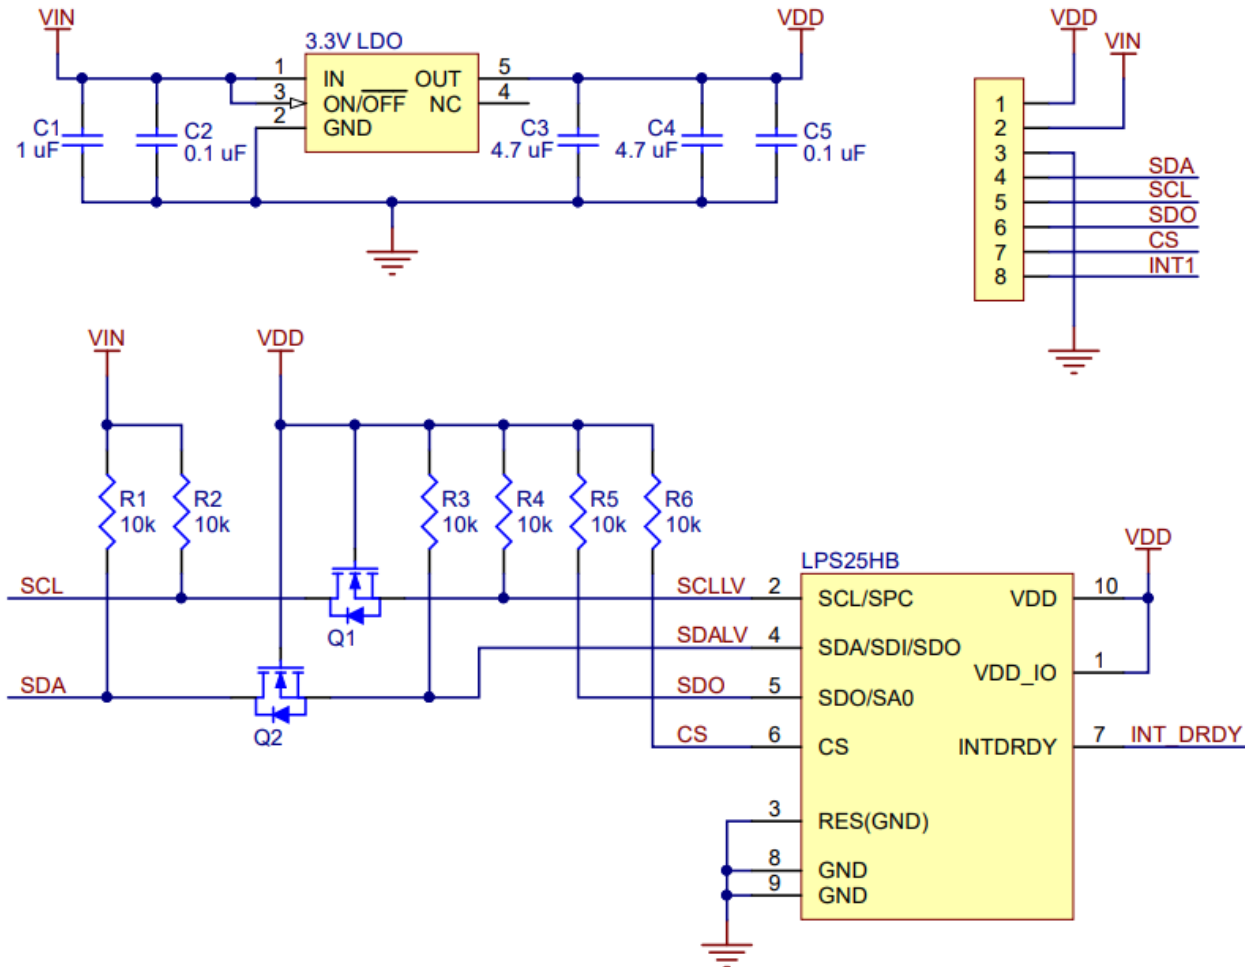 VIN
3.3V LDO
VDD
1 IN OUT 5
3 ON/OFF NC 4
2 GND
C1
1 uF
C2
0.1 uF
C3
4.7 uF
C4
4.7 uF
C5
0.1 uF
VDD
VIN
1
2
3
4 SDA
5 SCL
6 SDO
7 CS
8 INT1
VIN
VDD
R1
10k
R2
10k
R3
10k
R4
10k
R5
10k
R6
10k
SCL
Q1
SDA
Q2
LPS25HB
VDD
SCLLV 2 SCL/SPC VDD 10
SDALV 4 SDA/SDI/SDO
VDD_IO 1
SDO 5 SDO/SA0
CS 6 CS INTDRDY 7 INT_DRDY
3 RES(GND)
8 GND
9 GND